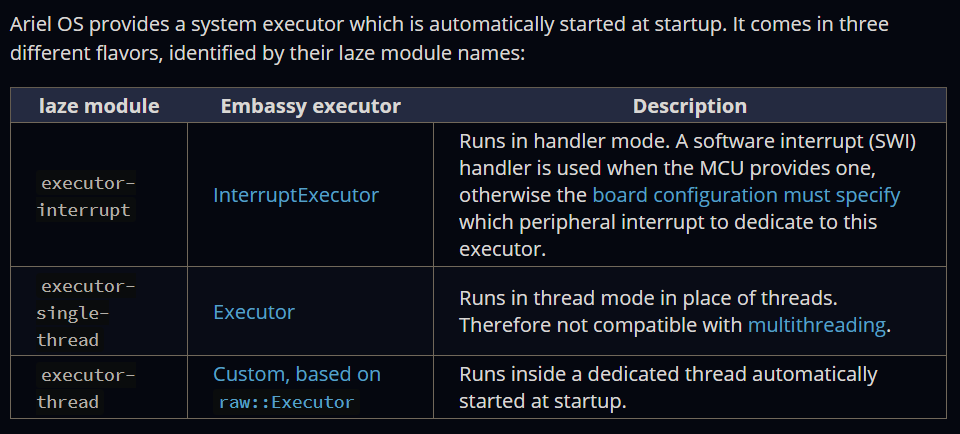 Ariel OS provides a system executor which is automatically started at startup. It comes in three
different flavors, identified by their laze module names:
laze module Embassy executor Description
executor-
interrupt
InterruptExecutor
Runs in handler mode. A software interrupt (SWI)
handler is used when the MCU provides one,
otherwise the board configuration must specify
which peripheral interrupt to dedicate to this
executor.
executor-
single-
thread
Executor
Runs in thread mode in place of threads.
Therefore not compatible with multithreading.
executor-
thread
Custom, based on
raw::Executor
Runs inside a dedicated thread automatically
started at startup.